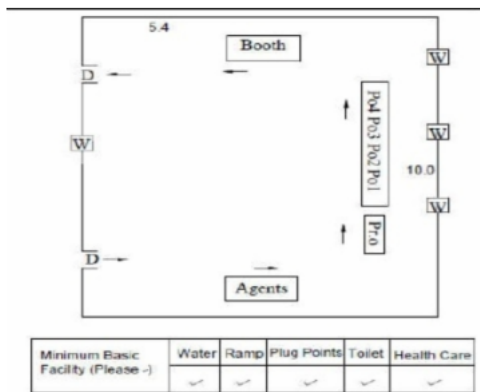 5.4
Booth
D
W
Po4 Po3 Po2 Po1
W
W
10.0
W
Pr.o
D
Agents
Minimum Basic Facility (Please -)
Water
Ramp
Plug Points
Toilet
Health Care